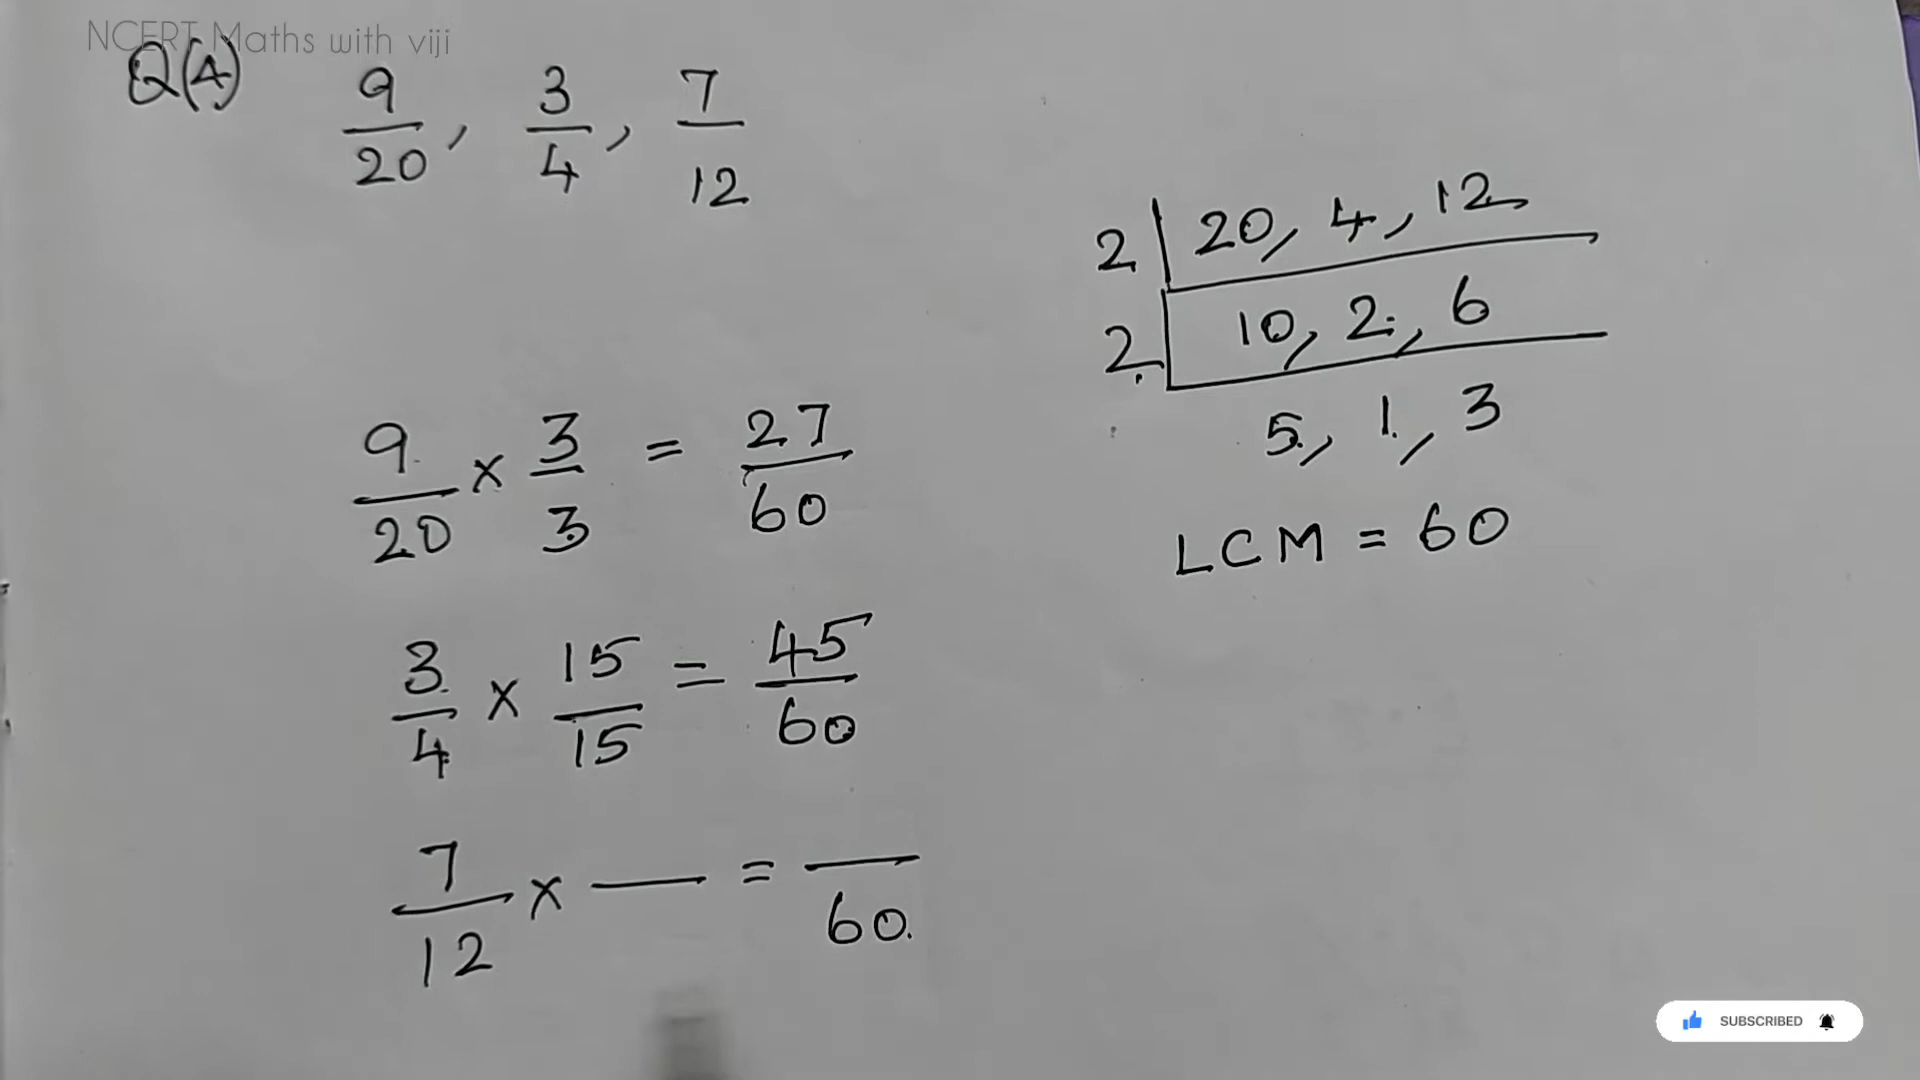 NCERT Maths with viji
Q(4) 9/20, 3/4, 7/12
2 | 20, 4, 12
2 | 10, 2, 6
5, 1, 3
LCM = 60
9/20 × 3/3 = 27/60
3/4 × 15/15 = 45/60
7/12 × — = —/60
SUBSCRIBED